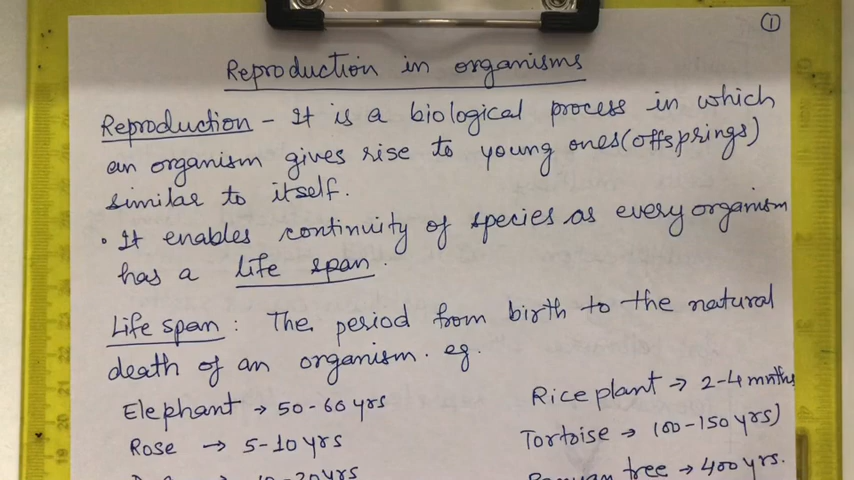 1
Reproduction in organisms
Reproduction - It is a biological process in which
an organism gives rise to young ones (offsprings)
similar to itself.
• It enables continuity of species as every organism
has a life span.
Life span : The period from birth to the natural
death of an organism. eg.
Elephant → 50-60 yrs
Rice plant → 2-4 mnths
Rose → 5-10 yrs
Tortoise → (100-150 yrs)
20 yrs
tree → 400 yrs.